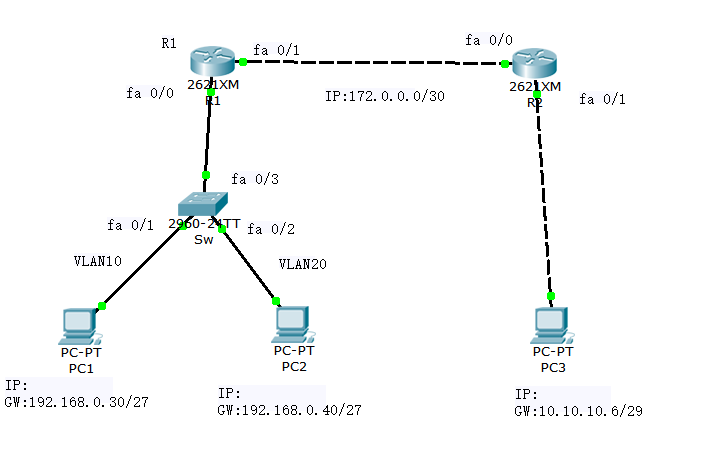 R1
fa 0/1
fa 0/0
2621XM
R1
2621XM
R2
fa 0/0
IP:172.0.0.0/30
fa 0/1
fa 0/3
2960-24TT
Sw
fa 0/1
fa 0/2
VLAN10
VLAN20
PC-PT
PC1
PC-PT
PC2
PC-PT
PC3
IP:
GW:192.168.0.30/27
IP:
GW:192.168.0.40/27
IP:
GW:10.10.10.6/29